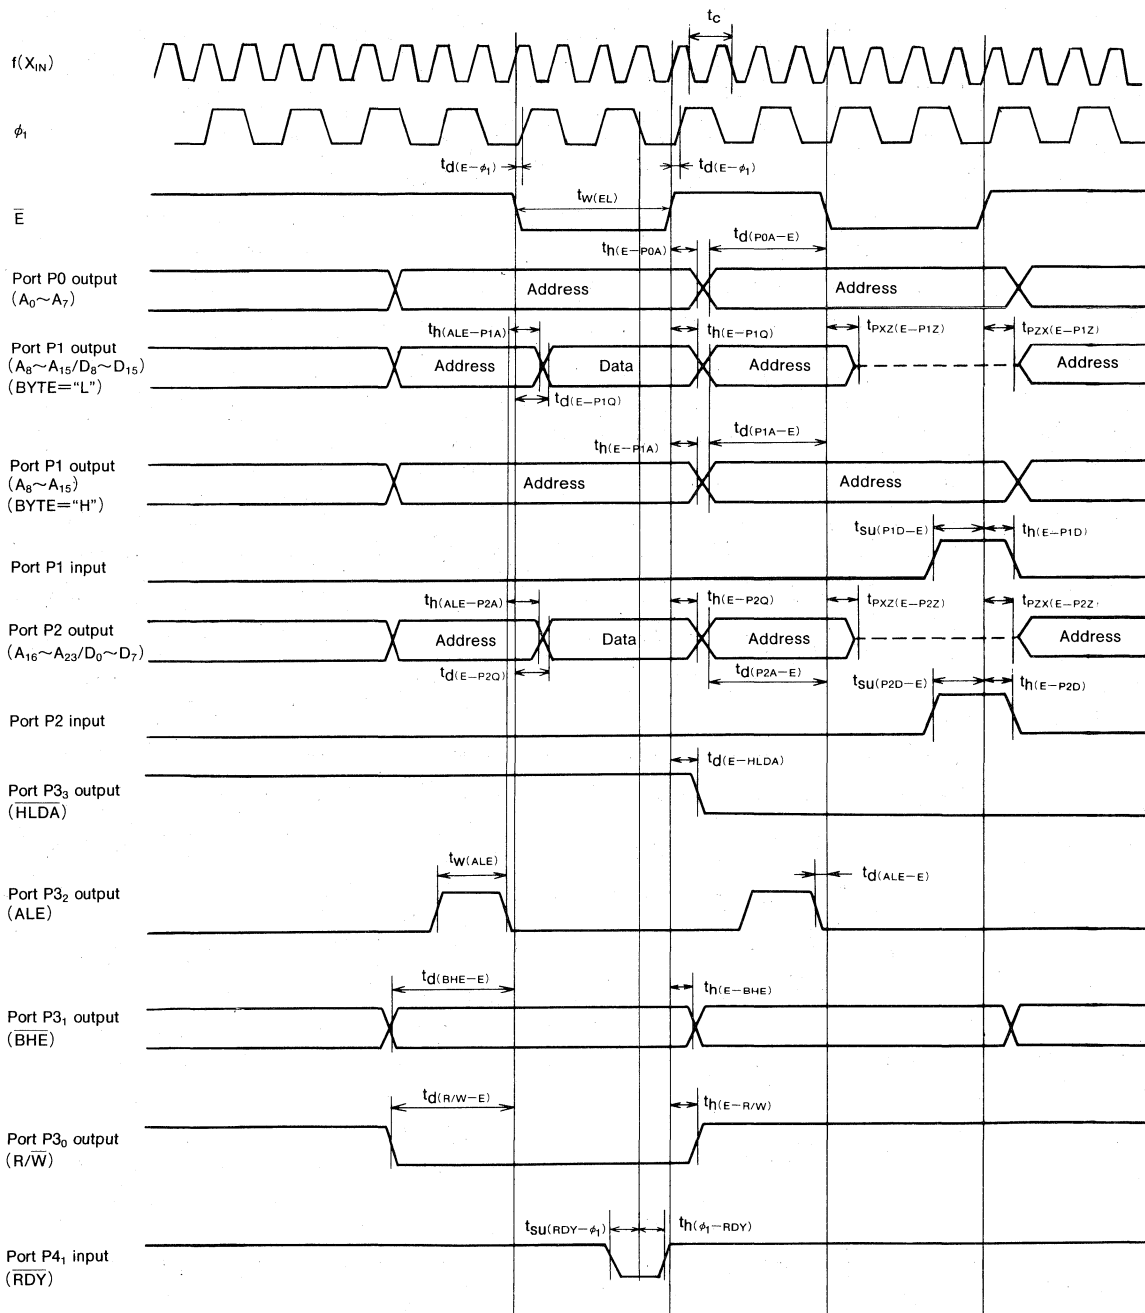 tc
f(XIN)
ϕ1
td(E−ϕ1)
td(E−ϕ1)
tw(EL)
E̅
th(E−P0A)
td(P0A−E)
Port P0 output
(A0~A7)
Address
Address
th(ALE−P1A)
th(E−P1Q)
tPXZ(E−P1Z)
tPZX(E−P1Z)
Port P1 output
(A8~A15/D8~D15)
(BYTE="L")
Address
Data
Address
Address
td(E−P1Q)
th(E−P1A)
td(P1A−E)
Port P1 output
(A8~A15)
(BYTE="H")
Address
Address
tsu(P1D−E)
th(E−P1D)
Port P1 input
th(ALE−P2A)
th(E−P2Q)
tPXZ(E−P2Z)
tPZX(E−P2Z)
Port P2 output
(A16~A23/D0~D7)
Address
Data
Address
Address
td(E−P2Q)
td(P2A−E)
tsu(P2D−E)
th(E−P2D)
Port P2 input
td(E−HLDA)
Port P33 output
(H̅L̅D̅A̅)
tw(ALE)
td(ALE−E)
Port P32 output
(ALE)
td(BHE−E)
th(E−BHE)
Port P31 output
(B̅H̅E̅)
td(R/W−E)
th(E−R/W)
Port P30 output
(R/W̅)
tsu(RDY−ϕ1)
th(ϕ1−RDY)
Port P41 input
(R̅D̅Y̅)